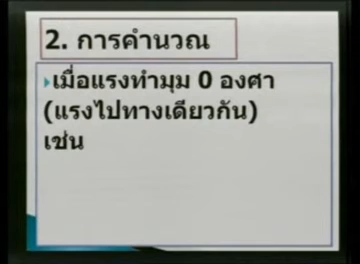 2. การคำนวณ
เมื่อแรงทำมุม 0 องศา
(แรงไปทางเดียวกัน)
เช่น